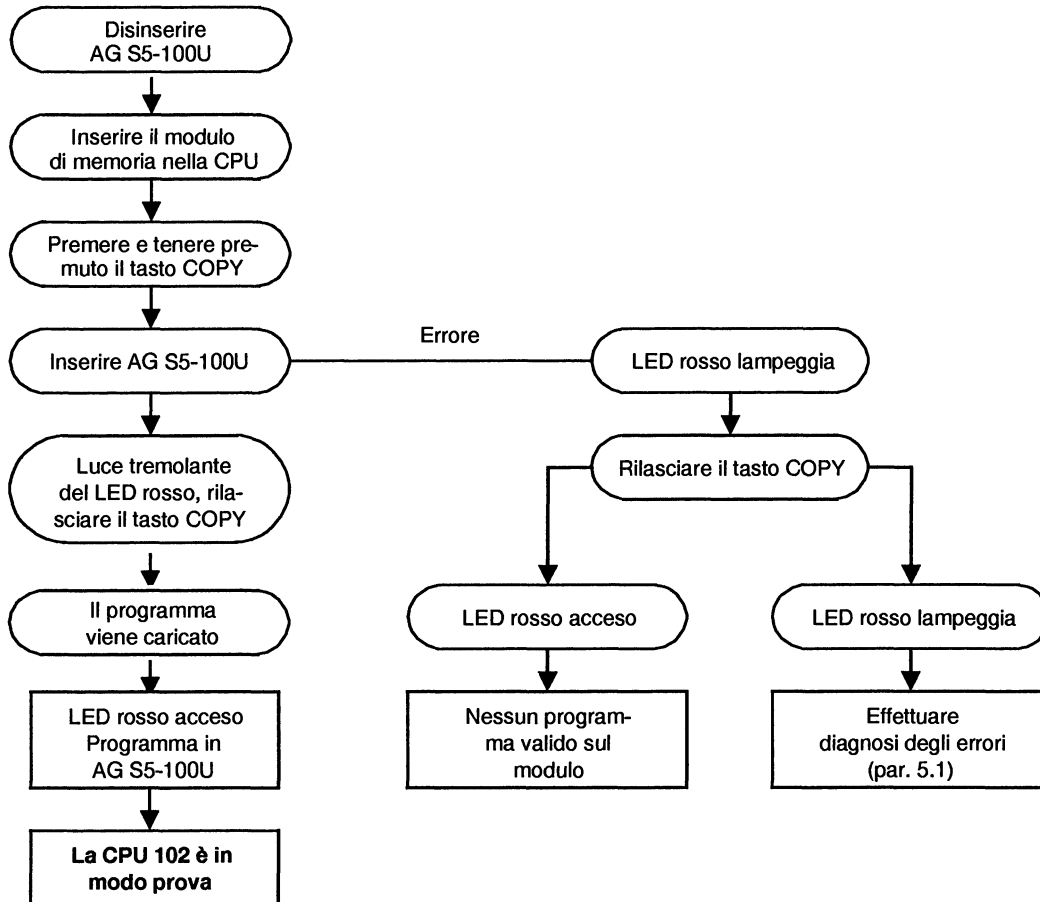 Disinserire
AG S5-100U
Inserire il modulo
di memoria nella CPU
Premere e tenere pre-
muto il tasto COPY
Inserire AG S5-100U
Errore
LED rosso lampeggia
Luce tremolante
del LED rosso, rila-
sciare il tasto COPY
Rilasciare il tasto COPY
Il programma
viene caricato
LED rosso acceso
LED rosso lampeggia
LED rosso acceso
Programma in
AG S5-100U
Nessun program-
ma valido sul
modulo
Effettuare
diagnosi degli errori
(par. 5.1)
La CPU 102 è in
modo prova